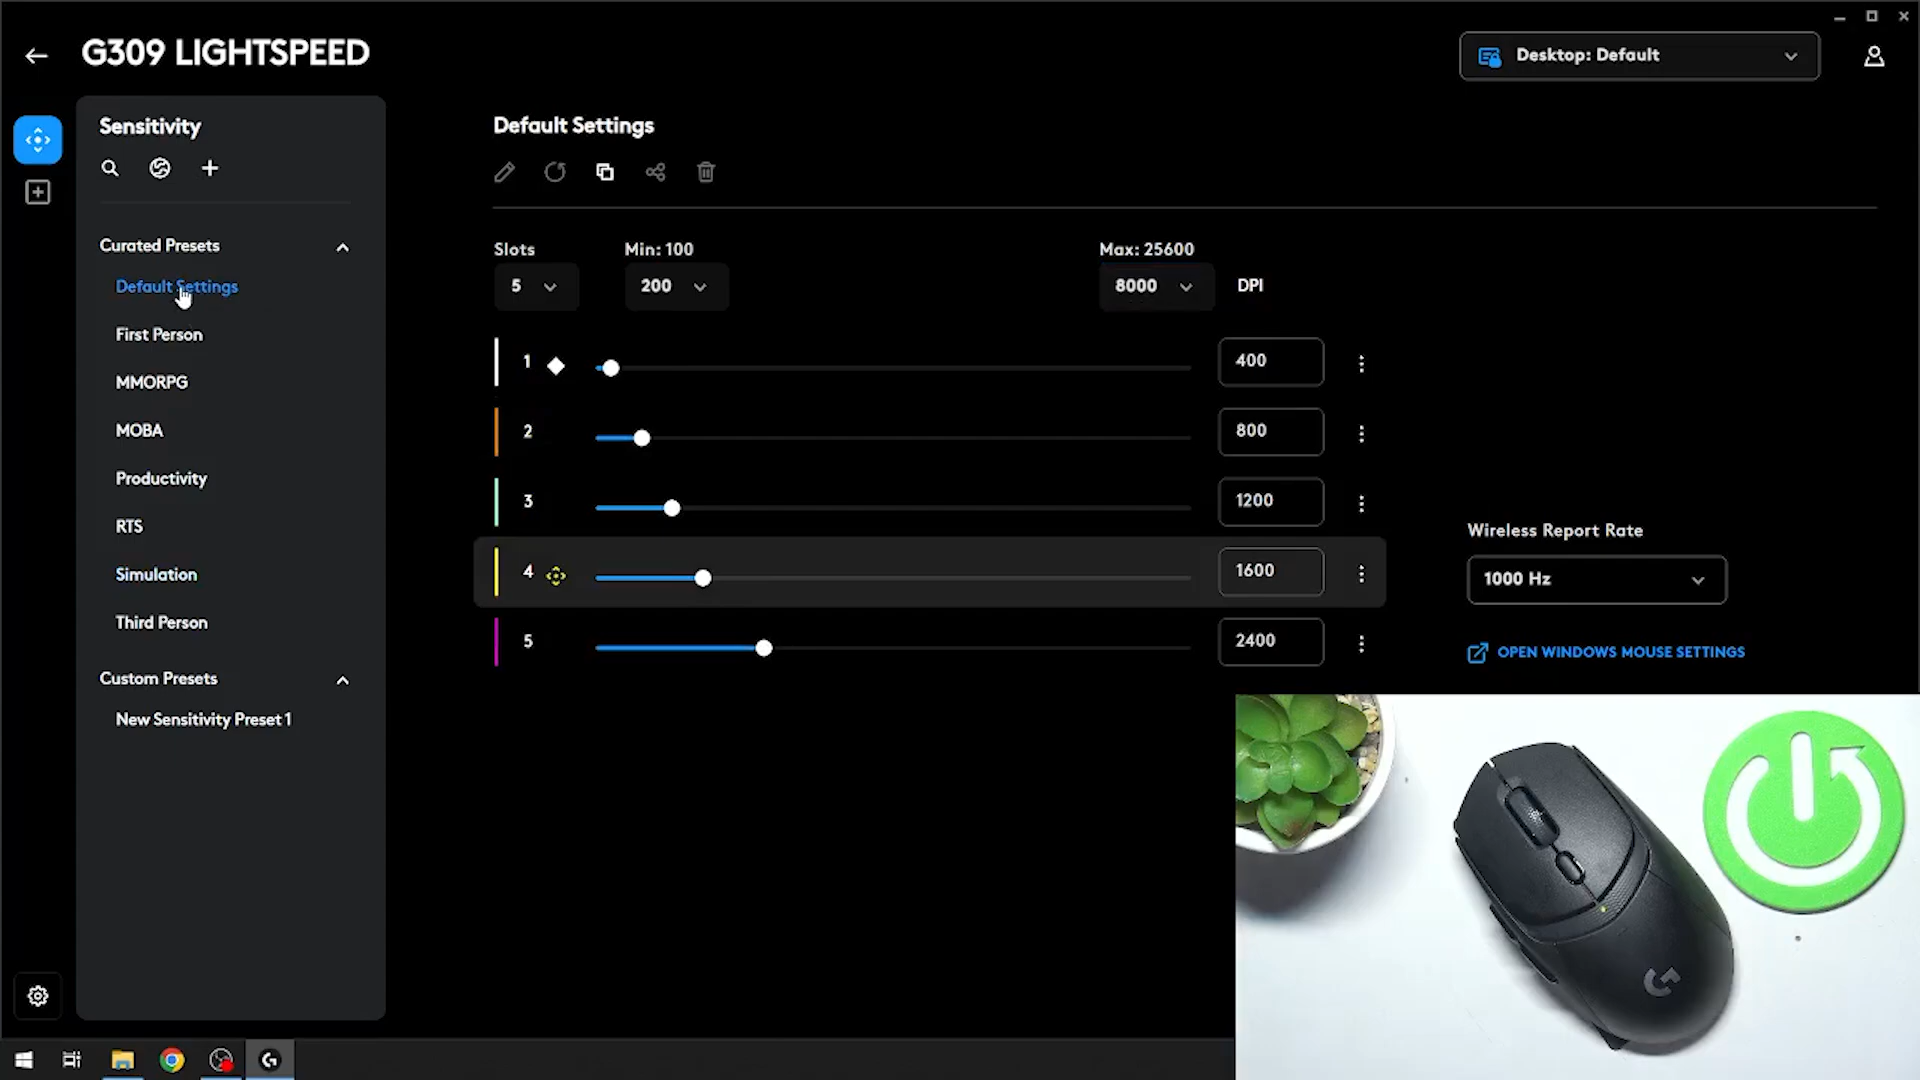 G309 LIGHTSPEED
Desktop: Default
Sensitivity
Curated Presets
Default Settings
First Person
MMORPG
MOBA
Productivity
RTS
Simulation
Third Person
Custom Presets
New Sensitivity Preset 1
Default Settings
Slots
Min: 100
Max: 25600
5
200
8000
DPI
1
400
2
800
3
1200
4
1600
5
2400
Wireless Report Rate
1000 Hz
OPEN WINDOWS MOUSE SETTINGS